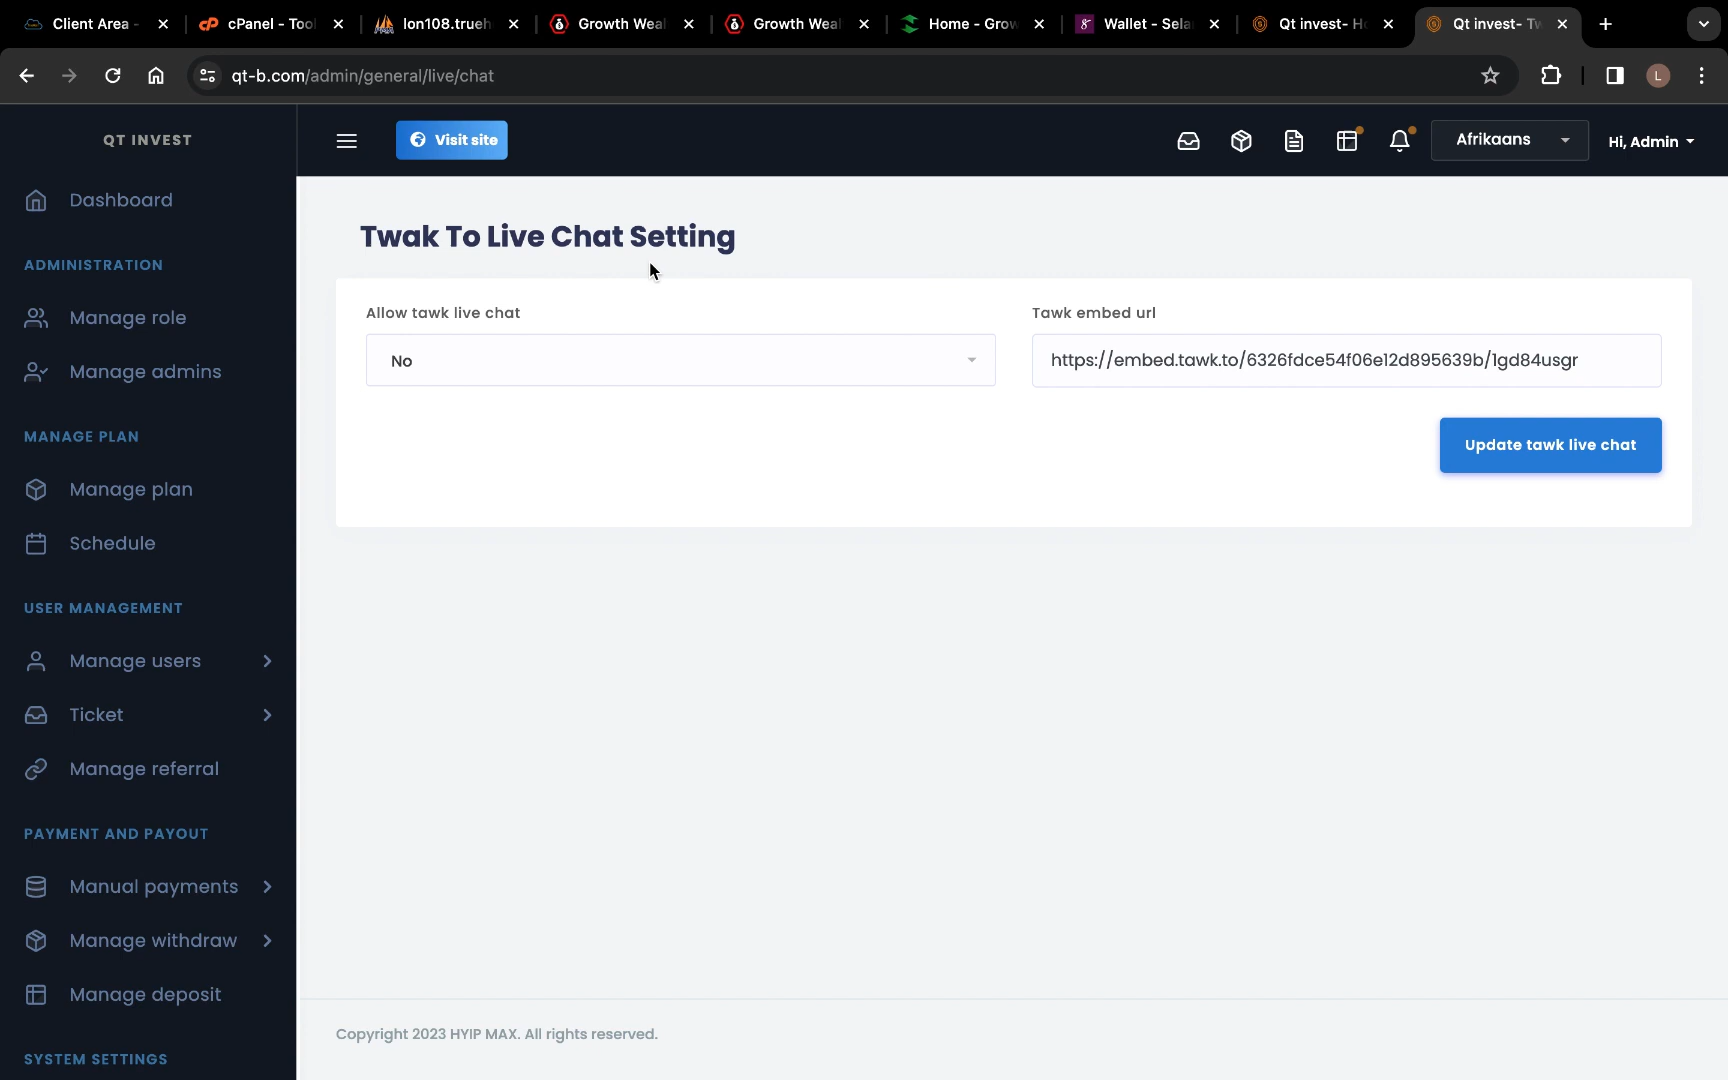 Client Area -
cPanel - Tool
lon108.trueh
Growth Weal
Growth Weal
Home - Grow
Wallet - Sela
Qt invest- Ho
Qt invest- Tw
qt-b.com/admin/general/live/chat
L
QT INVEST
Visit site
Afrikaans
Hi, Admin
Dashboard
ADMINISTRATION
Manage role
Manage admins
MANAGE PLAN
Manage plan
Schedule
USER MANAGEMENT
Manage users
Ticket
Manage referral
PAYMENT AND PAYOUT
Manual payments
Manage withdraw
Manage deposit
SYSTEM SETTINGS
Twak To Live Chat Setting
Allow tawk live chat
No
Tawk embed url
https://embed.tawk.to/6326fdce54f06e12d895639b/1gd84usgr
Update tawk live chat
Copyright 2023 HYIP MAX. All rights reserved.